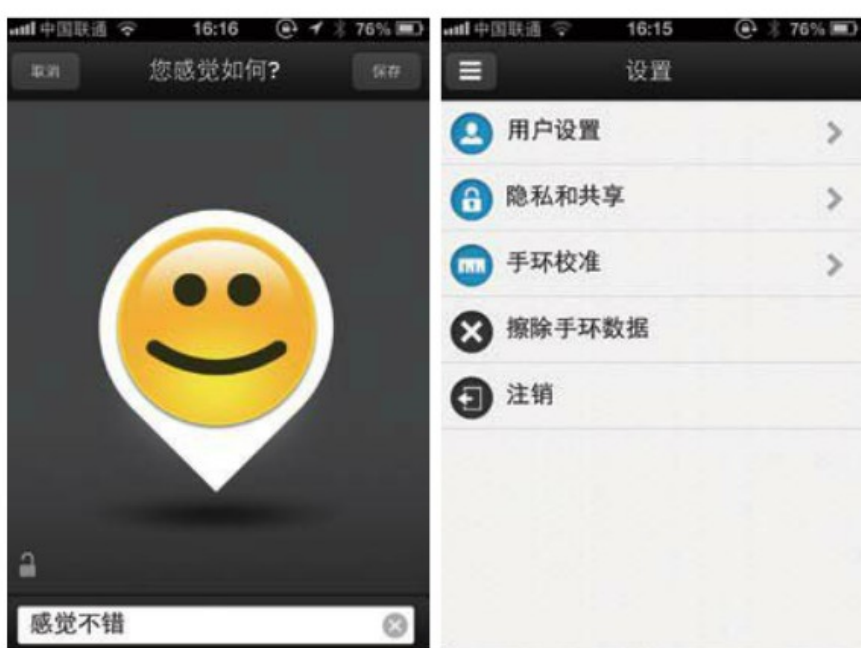 中国联通 16:16 76%
取消 您感觉如何? 保存
感觉不错
中国联通 16:15 76%
设置
用户设置
隐私和共享
手环校准
擦除手环数据
注销